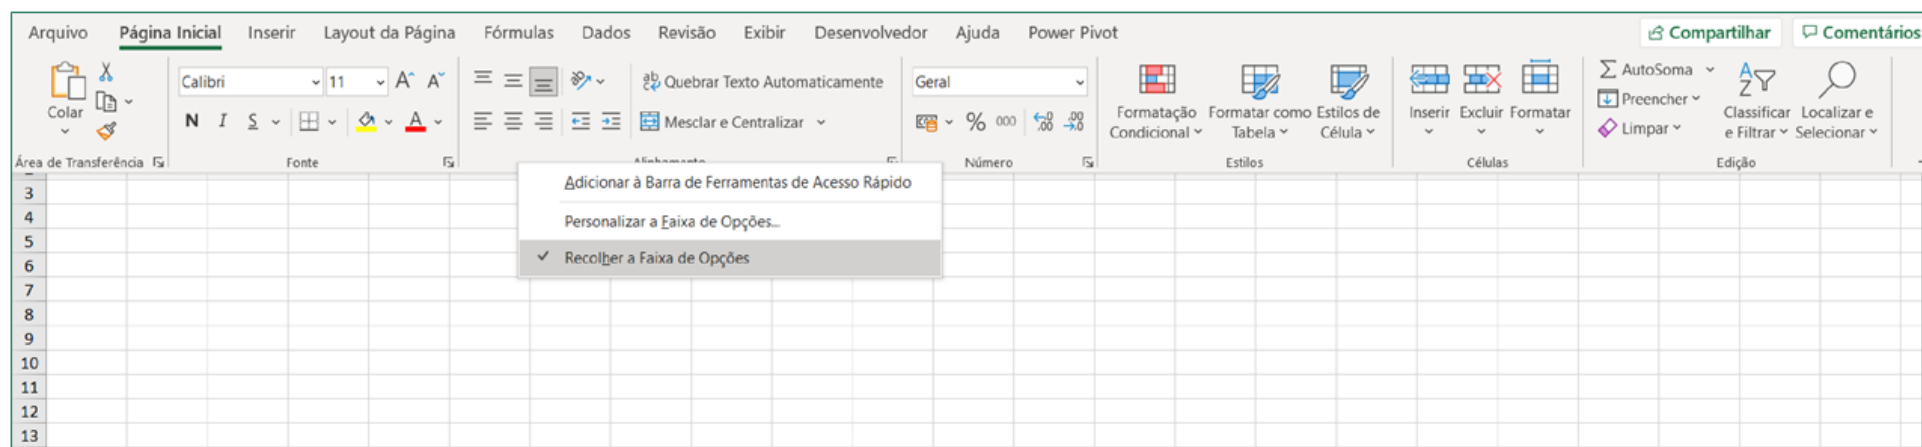 Arquivo Página Inicial Inserir Layout da Página Fórmulas Dados Revisão Exibir Desenvolvedor Ajuda Power Pivot Compartilhar Comentários
Colar
Calibri 11
N I S
Quebrar Texto Automaticamente
Mesclar e Centralizar
Geral
% 000
Formatação Condicional
Formatar como Tabela
Estilos de Célula
Inserir Excluir Formatar
AutoSoma
Preencher
Limpar
Classificar e Filtrar
Localizar e Selecionar
Área de Transferência Fonte Alinhamento Número Estilos Células Edição
Adicionar à Barra de Ferramentas de Acesso Rápido
Personalizar a Faixa de Opções...
Recolher a Faixa de Opções
3
4
5
6
7
8
9
10
11
12
13